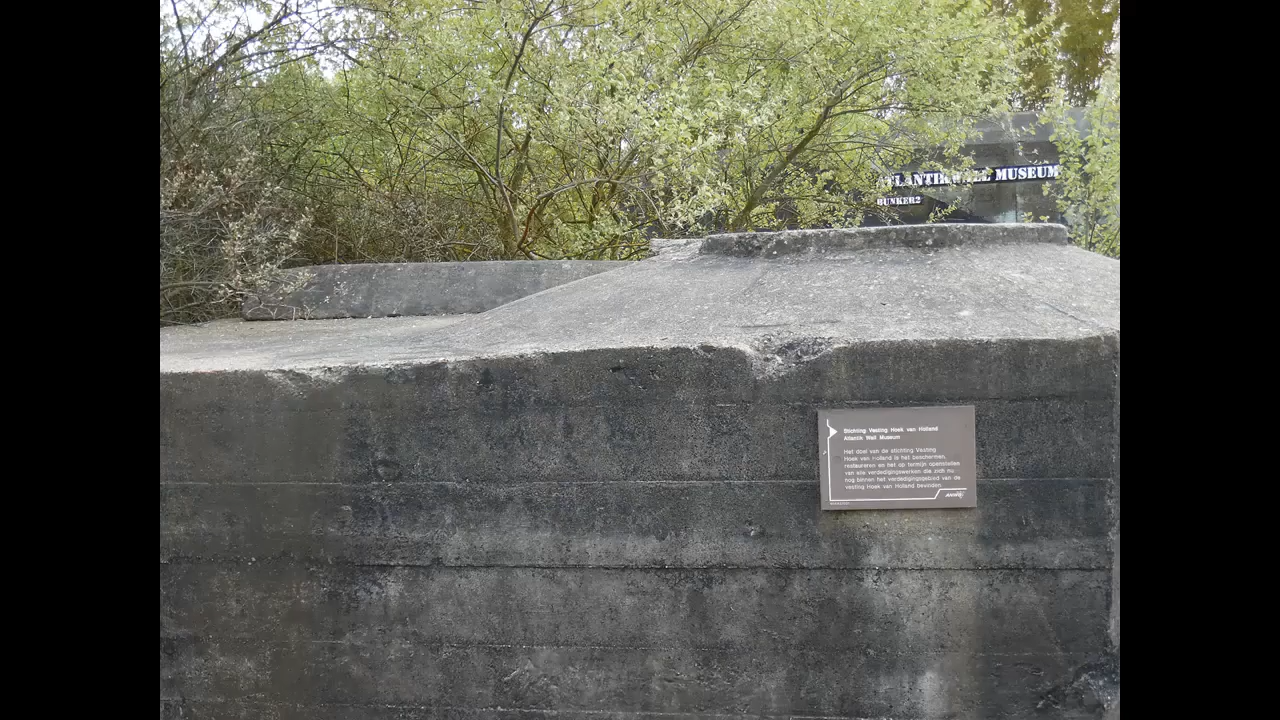 ATLANTIKWALL MUSEUM
BUNKER2
Stichting Vesting Hoek van Holland
Atlantik Wall Museum
Het doel van de stichting Vesting
Hoek van Holland is het beschermen,
restaureren en het op termijn openstellen
van alle verdedigingswerken die zich nu
nog binnen het verdedigingsgebied van de
vesting Hoek van Holland bevinden.
ANWB